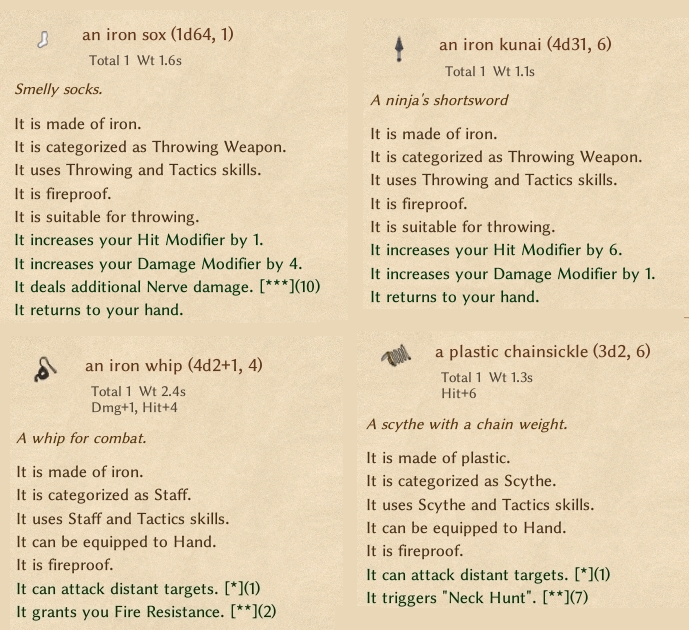 an iron sox (1d64, 1)
Total 1 Wt 1.6s
Smelly socks.
It is made of iron.
It is categorized as Throwing Weapon.
It uses Throwing and Tactics skills.
It is fireproof.
It is suitable for throwing.
It increases your Hit Modifier by 1.
It increases your Damage Modifier by 4.
It deals additional Nerve damage. [***](10)
It returns to your hand.
an iron kunai (4d31, 6)
Total 1 Wt 1.1s
A ninja's shortsword
It is made of iron.
It is categorized as Throwing Weapon.
It uses Throwing and Tactics skills.
It is fireproof.
It is suitable for throwing.
It increases your Hit Modifier by 6.
It increases your Damage Modifier by 1.
It returns to your hand.
an iron whip (4d2+1, 4)
Total 1 Wt 2.4s
Dmg+1, Hit+4
A whip for combat.
It is made of iron.
It is categorized as Staff.
It uses Staff and Tactics skills.
It can be equipped to Hand.
It is fireproof.
It can attack distant targets. [*](1)
It grants you Fire Resistance. [**](2)
a plastic chainsickle (3d2, 6)
Total 1 Wt 1.3s
Hit+6
A scythe with a chain weight.
It is made of plastic.
It is categorized as Scythe.
It uses Scythe and Tactics skills.
It can be equipped to Hand.
It is fireproof.
It can attack distant targets. [*](1)
It triggers "Neck Hunt". [**](7)